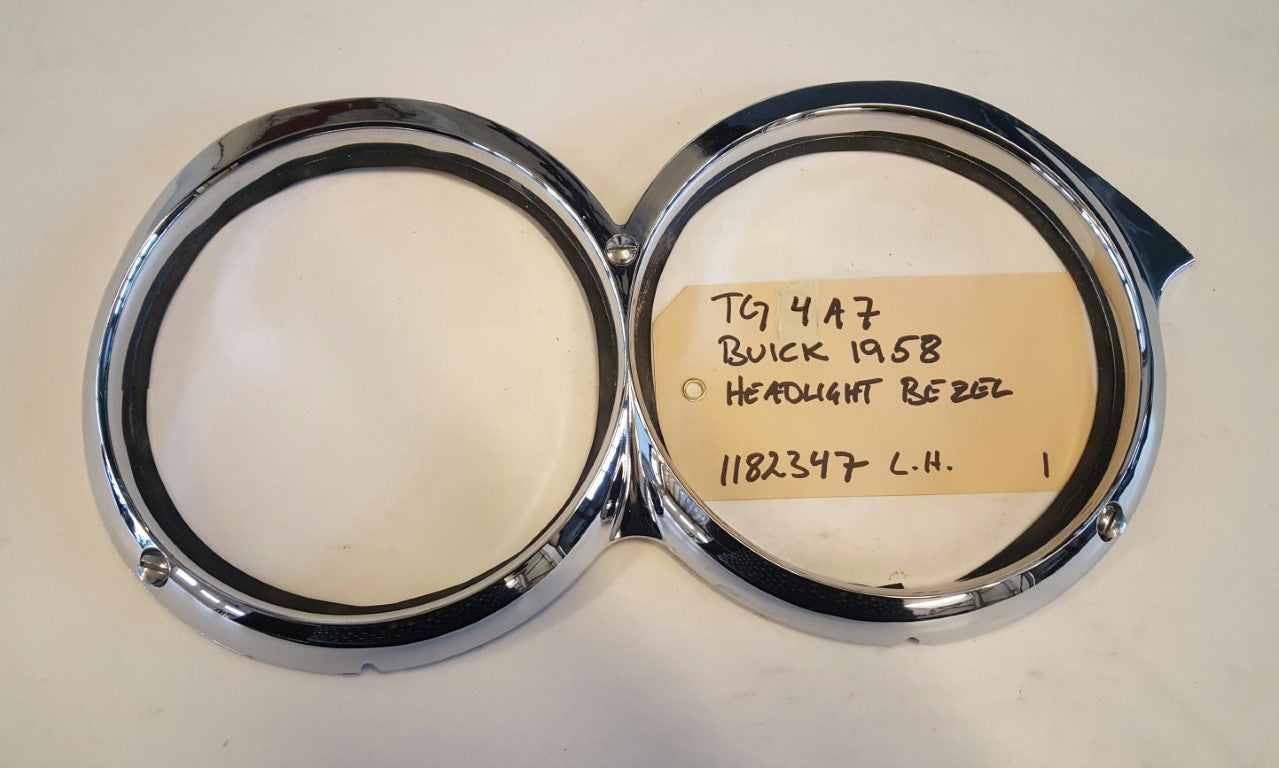 TG 4A7
BUICK 1958
HEADLIGHT BEZEL
1182347 L.H. 1